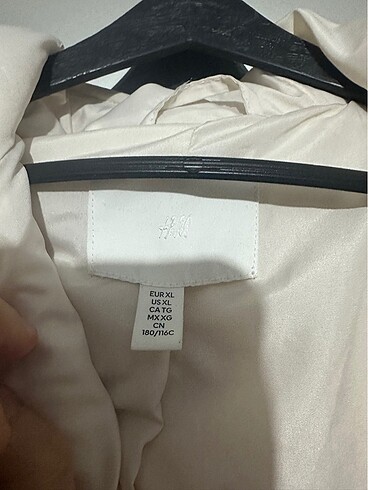 H&M
EUR XL
US XL
CA TG
MX XG
CN
180/116C